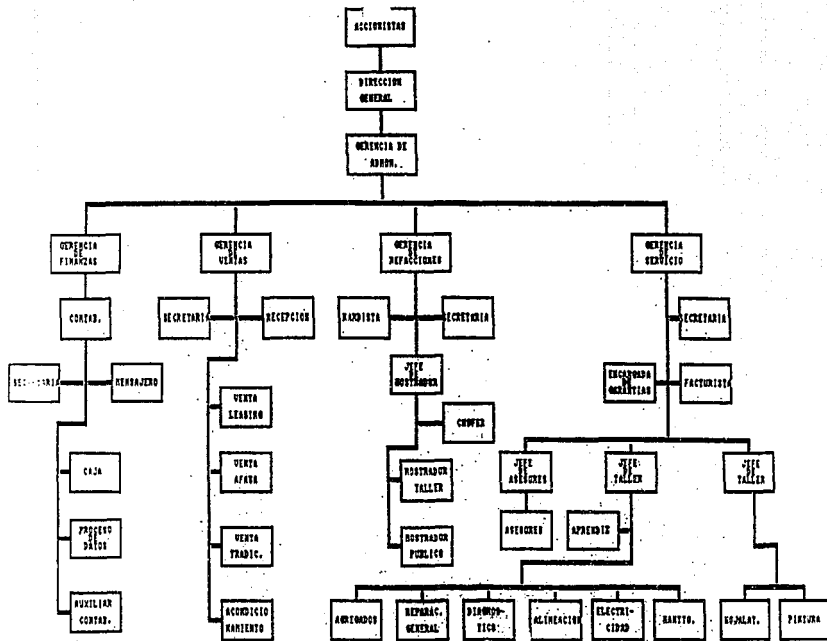 ACCIONISTAS
DIRECCION
GENERAL
GERENCIA DE
ADMON.
GERENCIA
DE
FINANZAS
GERENCIA
DE
VENTAS
GERENCIA
DE
REFACCIONES
GERENCIA
DE
SERVICIO
CONTAB.
SECRETARIA
RECEPCION
KARDISTA
SECRETARIA
SECRETARIA
MENSAJERO
JEFE
DE
MOSTRADOR
ENCARGADA
DE
GARANTIAS
FACTURISTA
VENTA
LEASING
CHOFER
CAJA
VENTA
AFASA
MOSTRADOR
TALLER
JEFE
DE
ASESORES
JEFE
DE
TALLER
JEFE
DE
TALLER
PROCESO
DE
DATOS
VENTA
TRADIC.
MOSTRADOR
PUBLICO
ASESORES
APRENDIZ
AUXILIAR
CONTAB.
ACONDICIO
NAMIENTO
AGREGADOS
REPARAC.
GENERAL
DIAGNOS-
TICO
ALINEACION
ELECTRI-
CIDAD
MANTTO.
HOJALAT.
PINTURA